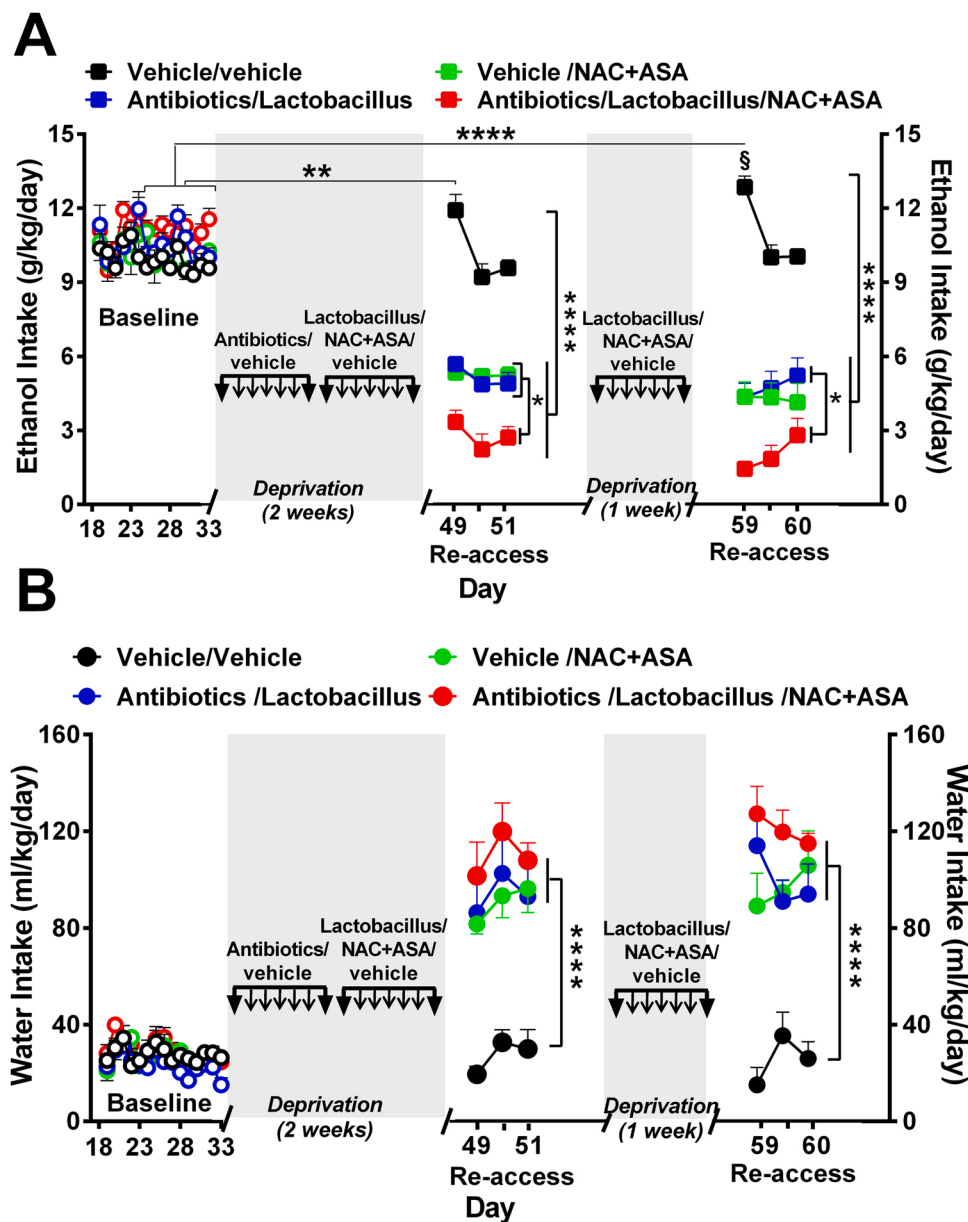 A
Vehicle/vehicle
Vehicle /NAC+ASA
Antibiotics/Lactobacillus
Antibiotics/Lactobacillus/NAC+ASA
Ethanol Intake (g/kg/day)
15
12
9
6
3
0
****
**
§
****
****
*
*
Baseline
Antibiotics/
vehicle
Lactobacillus/
NAC+ASA/
vehicle
Lactobacillus/
NAC+ASA/
vehicle
Deprivation
(2 weeks)
Deprivation
(1 week)
15
12
9
6
3
0
Ethanol Intake (g/kg/day)
18 23 28 33
49 51
59 60
Re-access
Re-access
Day
B
Vehicle/Vehicle
Vehicle /NAC+ASA
Antibiotics /Lactobacillus
Antibiotics /Lactobacillus /NAC+ASA
Water Intake (ml/kg/day)
160
120
80
40
0
****
****
Antibiotics/
vehicle
Lactobacillus/
NAC+ASA/
vehicle
Lactobacillus/
NAC+ASA/
vehicle
Baseline
Deprivation
(2 weeks)
Deprivation
(1 week)
160
120
80
40
0
Water Intake (ml/kg/day)
18 23 28 33
49 51
59 60
Re-access
Re-access
Day